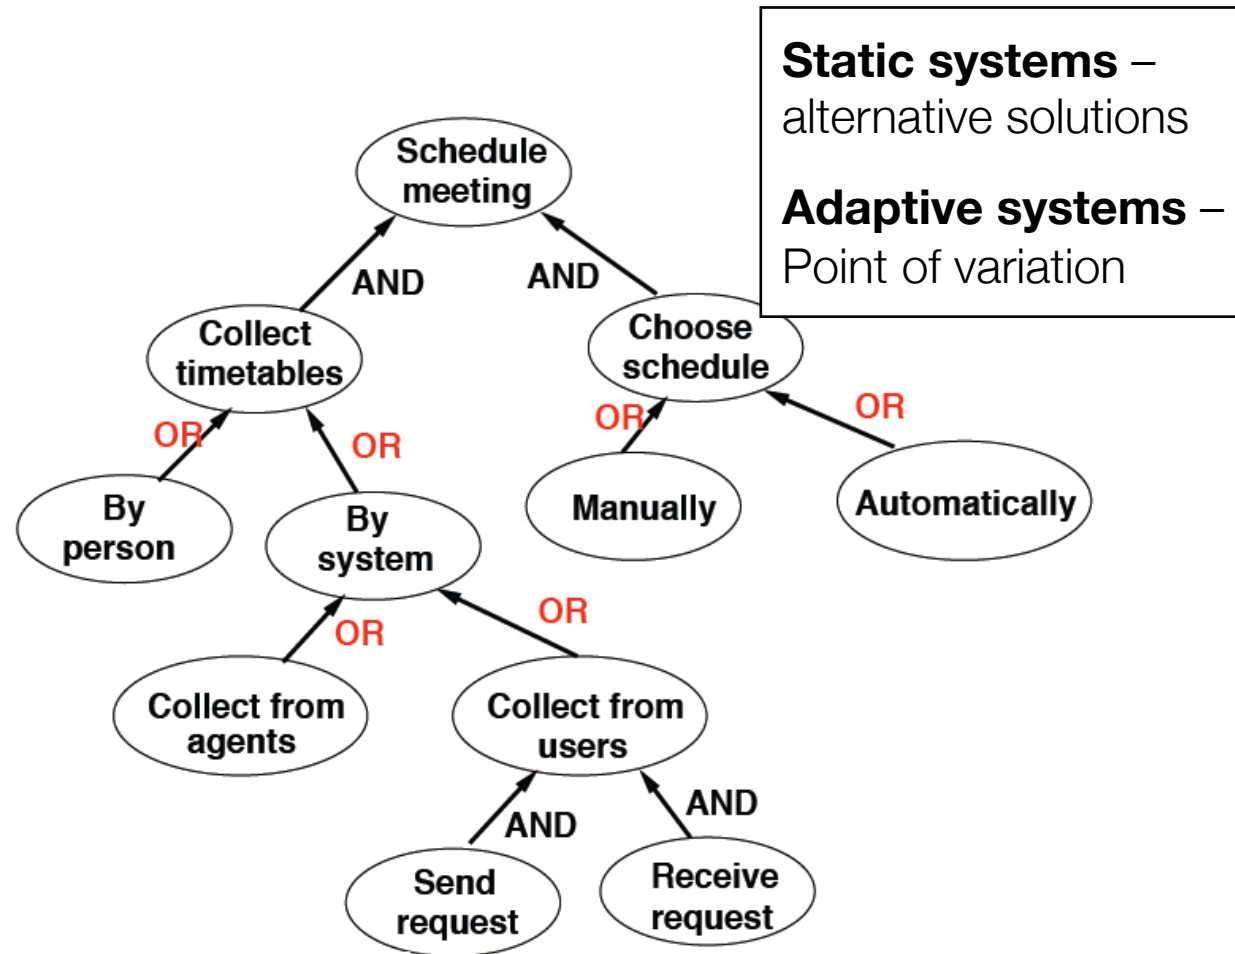 Static systems –
alternative solutions
Adaptive systems –
Point of variation
Schedule
meeting
AND
AND
Collect
timetables
Choose
schedule
OR
OR
OR
OR
By
person
By
system
Manually
Automatically
OR
OR
Collect from
agents
Collect from
users
AND
AND
Send
request
Receive
request